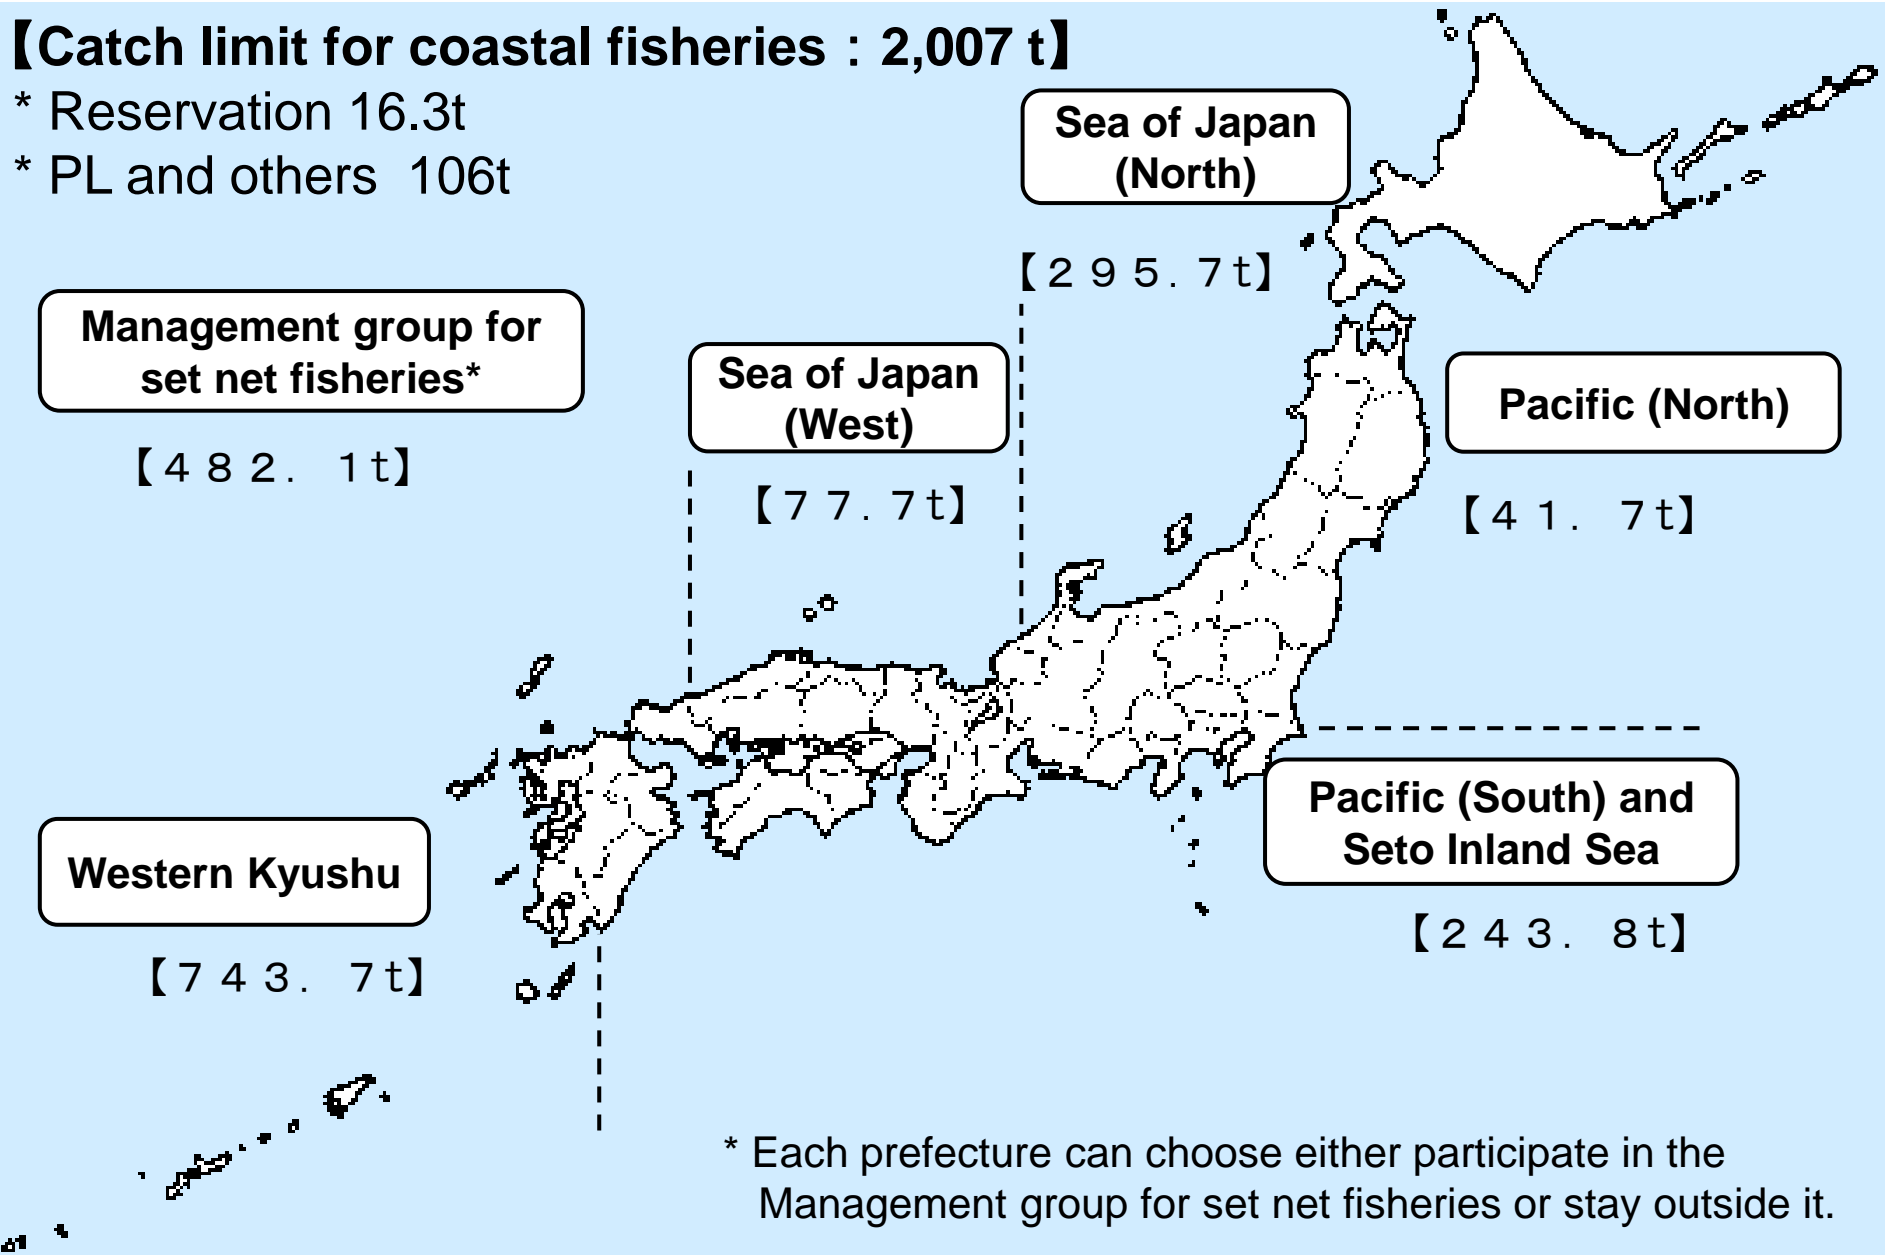 【Catch limit for coastal fisheries：2,007 t】
* Reservation 16.3t
* PL and others 106t
Sea of Japan
(North)
【２９５.７t】
Management group for
set net fisheries*
【４８２. １t】
Sea of Japan
(West)
【７７.７t】
Pacific (North)
【４１. ７t】
Western Kyushu
【７４３. ７t】
Pacific (South) and
Seto Inland Sea
【２４３. ８t】
* Each prefecture can choose either participate in the
Management group for set net fisheries or stay outside it.